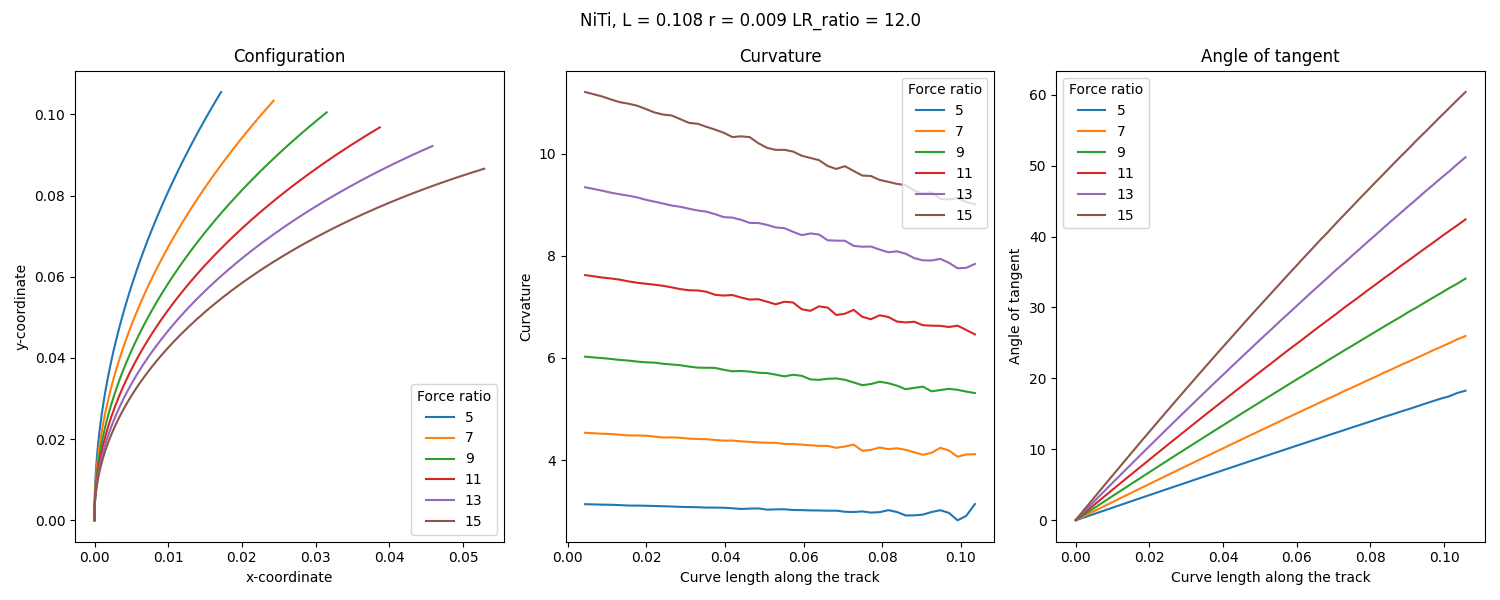 NiTi, L = 0.108 r = 0.009 LR_ratio = 12.0
Configuration
y-coordinate
0.10
0.08
0.06
0.04
0.02
0.00
0.00 0.01 0.02 0.03 0.04 0.05
x-coordinate
Force ratio
5
7
9
11
13
15
Curvature
Curvature
10
8
6
4
0.00 0.02 0.04 0.06 0.08 0.10
Curve length along the track
Force ratio
5
7
9
11
13
15
Angle of tangent
Angle of tangent
60
50
40
30
20
10
0
0.00 0.02 0.04 0.06 0.08 0.10
Curve length along the track
Force ratio
5
7
9
11
13
15